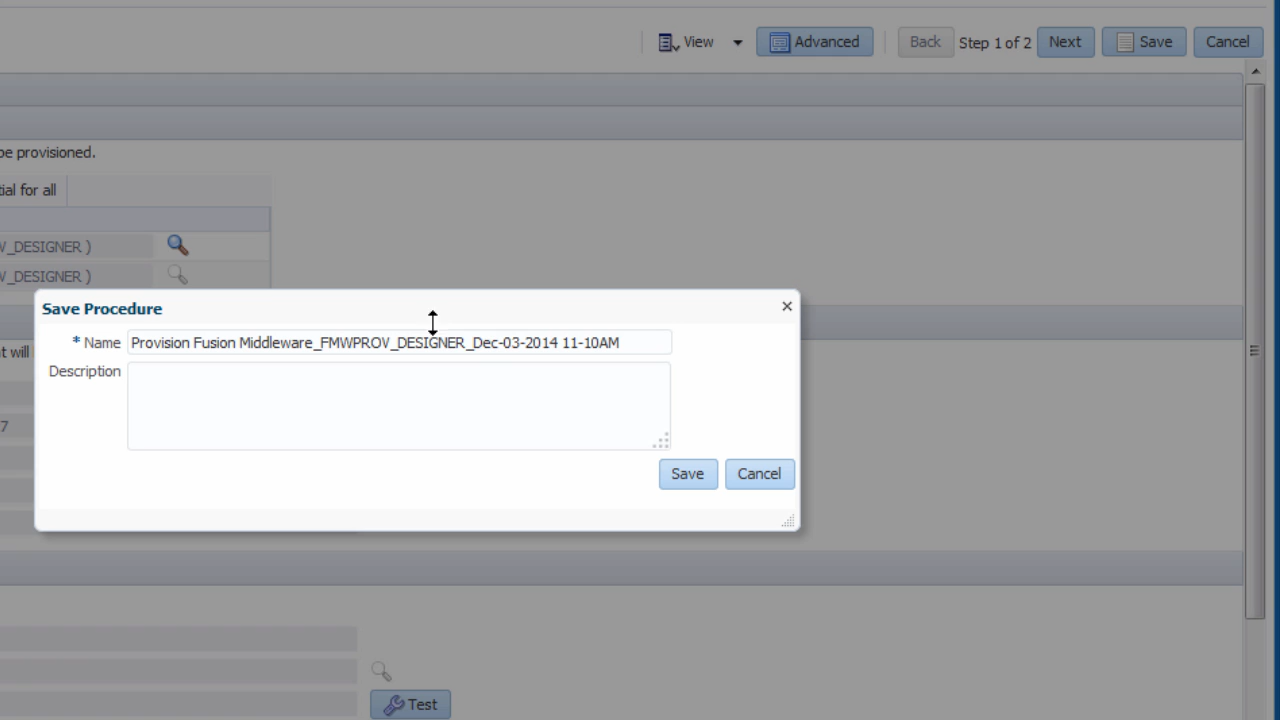 View Advanced Back Step 1 of 2 Next Save Cancel
be provisioned.
tial for all
V_DESIGNER )
V_DESIGNER )
Save Procedure
* Name Provision Fusion Middleware_FMWPROV_DESIGNER_Dec-03-2014 11-10AM
t will
Description
7
Save Cancel
Test